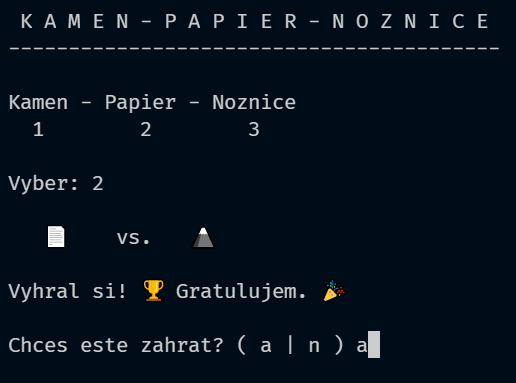 K A M E N - P A P I E R - N O Z N I C E
-----------------------------------------
Kamen - Papier - Noznice
1 2 3
Vyber: 2
📄 vs. 🗻
Vyhral si! 🏆 Gratulujem. 🎉
Chces este zahrat? ( a | n ) a